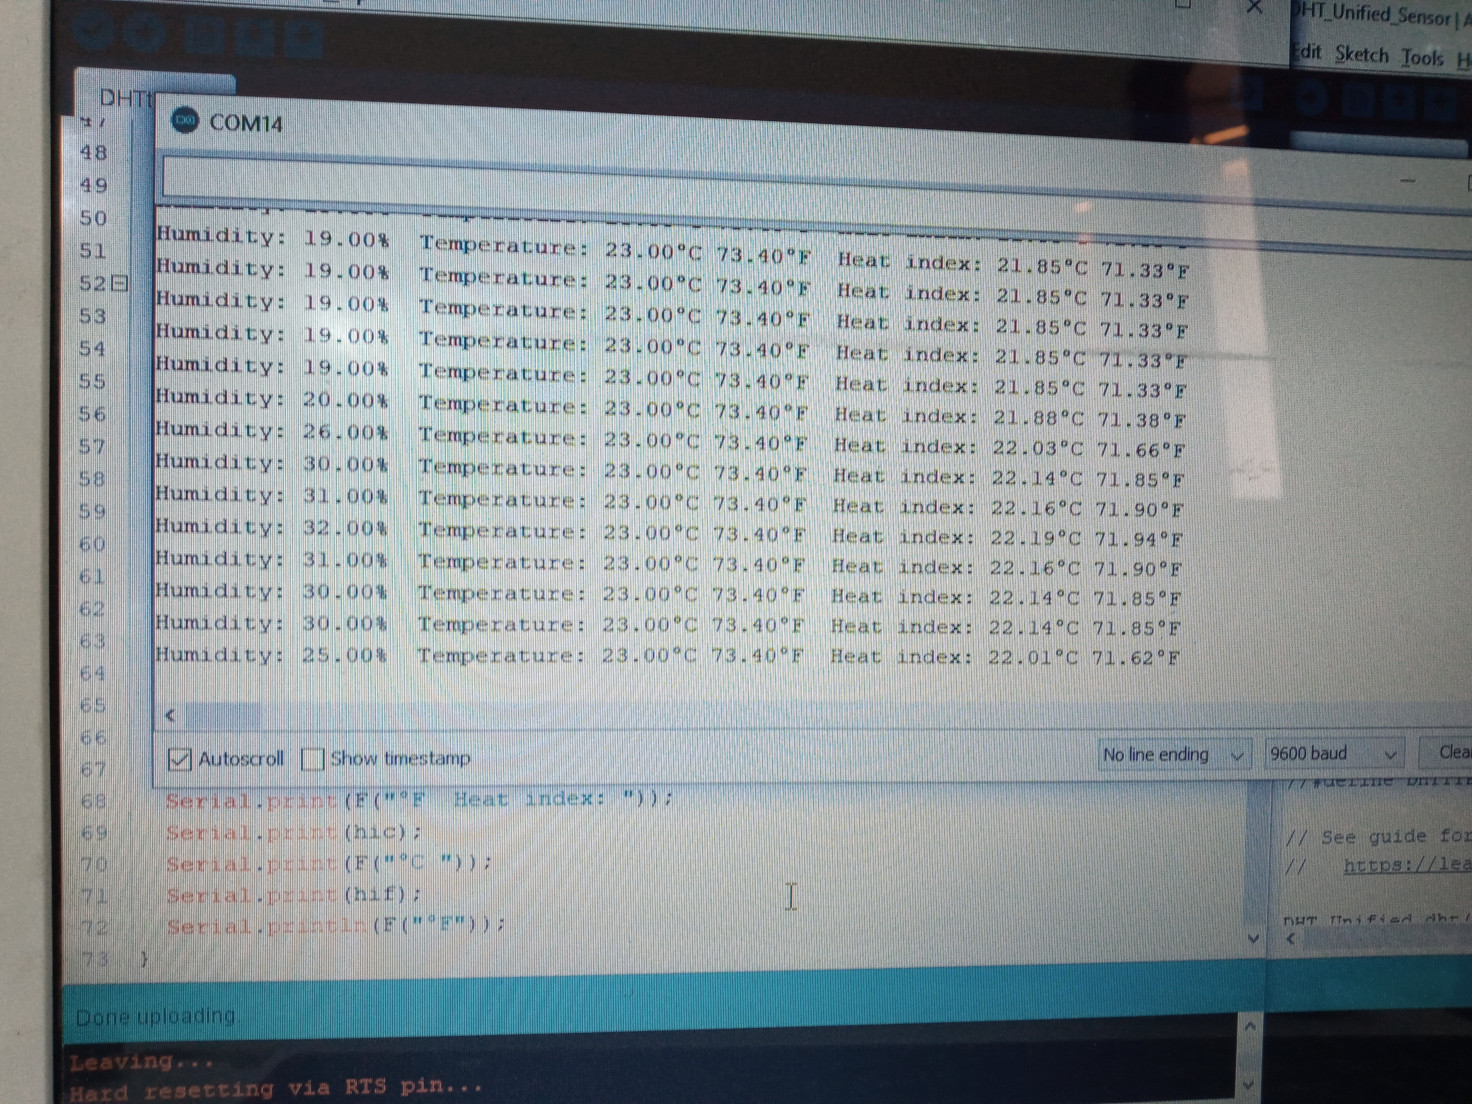 DHT_Unified_Sensor | A
Edit Sketch Tools H
DHTt
COM14
47
48
49
50
51
52
53
54
55
56
57
58
59
60
61
62
63
64
65
66
67
Humidity: 19.00%  Temperature: 23.00°C 73.40°F  Heat index: 21.85°C 71.33°F
Humidity: 19.00%  Temperature: 23.00°C 73.40°F  Heat index: 21.85°C 71.33°F
Humidity: 19.00%  Temperature: 23.00°C 73.40°F  Heat index: 21.85°C 71.33°F
Humidity: 19.00%  Temperature: 23.00°C 73.40°F  Heat index: 21.85°C 71.33°F
Humidity: 19.00%  Temperature: 23.00°C 73.40°F  Heat index: 21.85°C 71.33°F
Humidity: 20.00%  Temperature: 23.00°C 73.40°F  Heat index: 21.88°C 71.38°F
Humidity: 26.00%  Temperature: 23.00°C 73.40°F  Heat index: 22.03°C 71.66°F
Humidity: 30.00%  Temperature: 23.00°C 73.40°F  Heat index: 22.14°C 71.85°F
Humidity: 31.00%  Temperature: 23.00°C 73.40°F  Heat index: 22.16°C 71.90°F
Humidity: 32.00%  Temperature: 23.00°C 73.40°F  Heat index: 22.19°C 71.94°F
Humidity: 31.00%  Temperature: 23.00°C 73.40°F  Heat index: 22.16°C 71.90°F
Humidity: 30.00%  Temperature: 23.00°C 73.40°F  Heat index: 22.14°C 71.85°F
Humidity: 30.00%  Temperature: 23.00°C 73.40°F  Heat index: 22.14°C 71.85°F
Humidity: 25.00%  Temperature: 23.00°C 73.40°F  Heat index: 22.01°C 71.62°F
Autoscroll Show timestamp No line ending 9600 baud Clea
68 Serial.print(F("°F  Heat index: "));
69 Serial.print(hic);
70 Serial.print(F("°C "));
71 Serial.print(hif);
72 Serial.println(F("°F"));
73 }
// See guide for
// https://lea
DHT_Unified dht(
Done uploading.
Leaving...
Hard resetting via RTS pin...